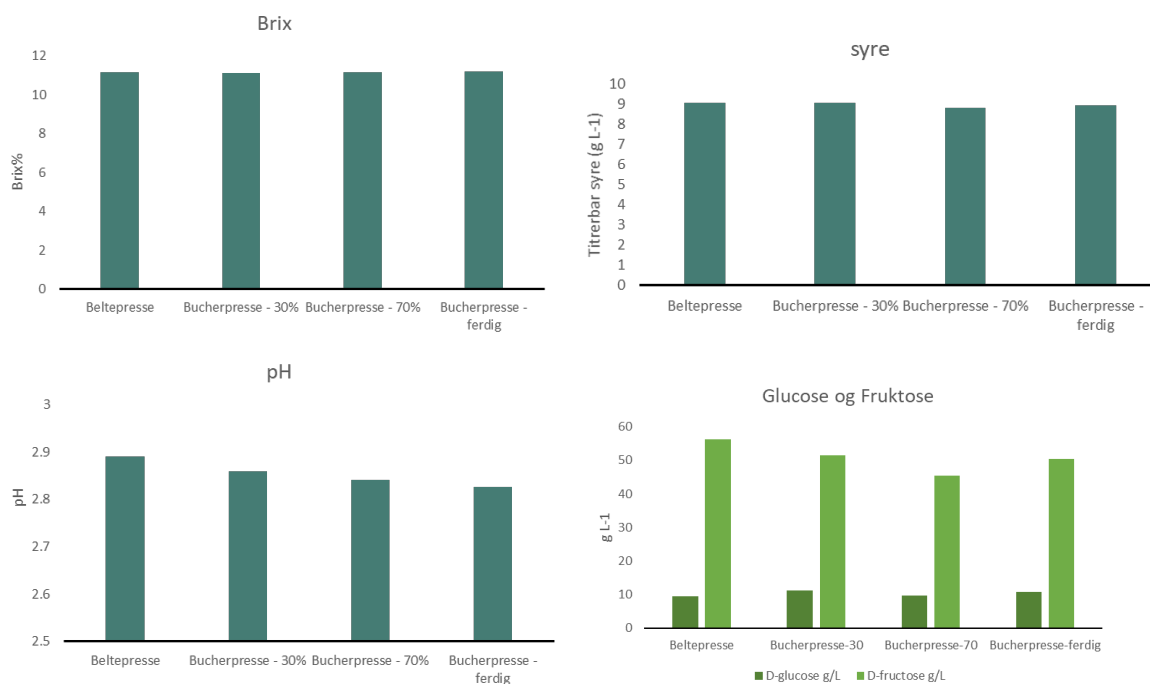 Brix
12
10
8
6
4
2
0
Brix%
Beltepresse
Bucherpresse - 30%
Bucherpresse - 70%
Bucherpresse -
ferdig
syre
10
9
8
7
6
5
4
3
2
1
0
Titrerbar syre (g L-1)
Beltepresse
Bucherpresse - 30%
Bucherpresse - 70%
Bucherpresse -
ferdig
pH
3
2.9
2.8
2.7
2.6
2.5
pH
Beltepresse
Bucherpresse - 30%
Bucherpresse - 70%
Bucherpresse -
ferdig
Glucose og Fruktose
60
50
40
30
20
10
0
g L-1
Beltepresse
Bucherpresse-30
Bucherpresse-70
Bucherpresse-ferdig
D-glucose g/L
D-fructose g/L